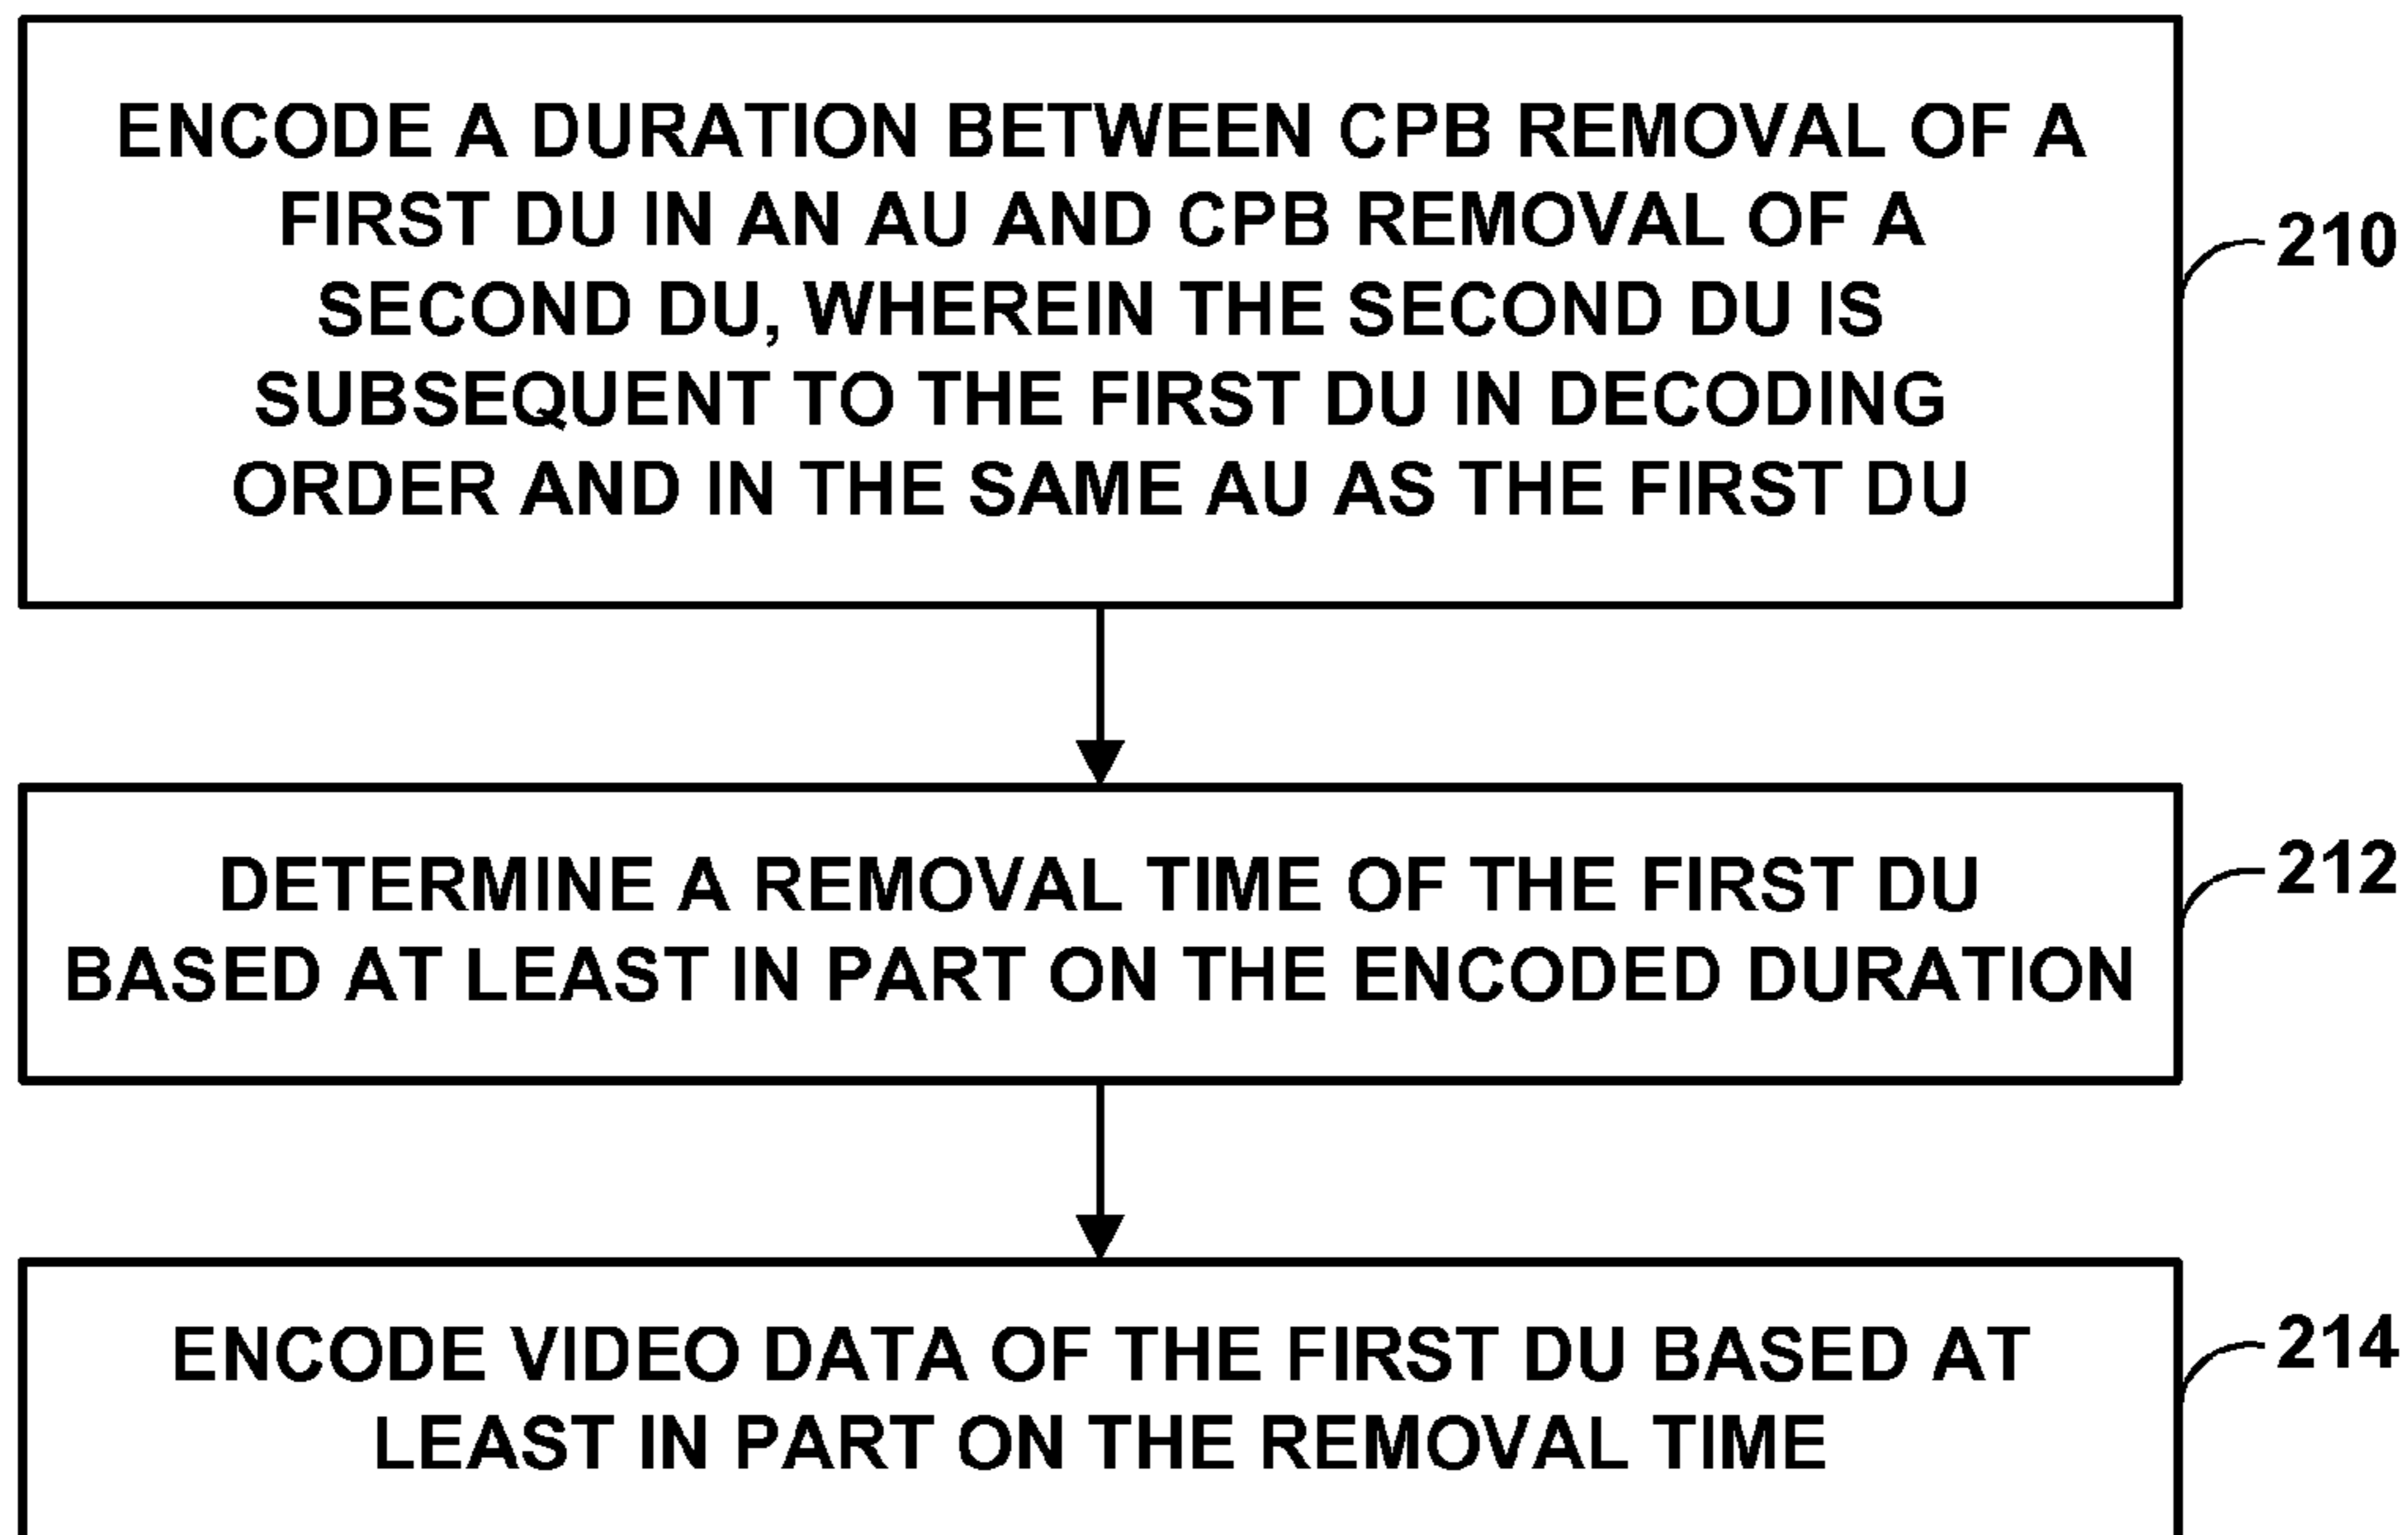 ENCODE A DURATION BETWEEN CPB REMOVAL OF A
FIRST DU IN AN AU AND CPB REMOVAL OF A
SECOND DU, WHEREIN THE SECOND DU IS
SUBSEQUENT TO THE FIRST DU IN DECODING
ORDER AND IN THE SAME AU AS THE FIRST DU
210
DETERMINE A REMOVAL TIME OF THE FIRST DU
BASED AT LEAST IN PART ON THE ENCODED DURATION
212
ENCODE VIDEO DATA OF THE FIRST DU BASED AT
LEAST IN PART ON THE REMOVAL TIME
214